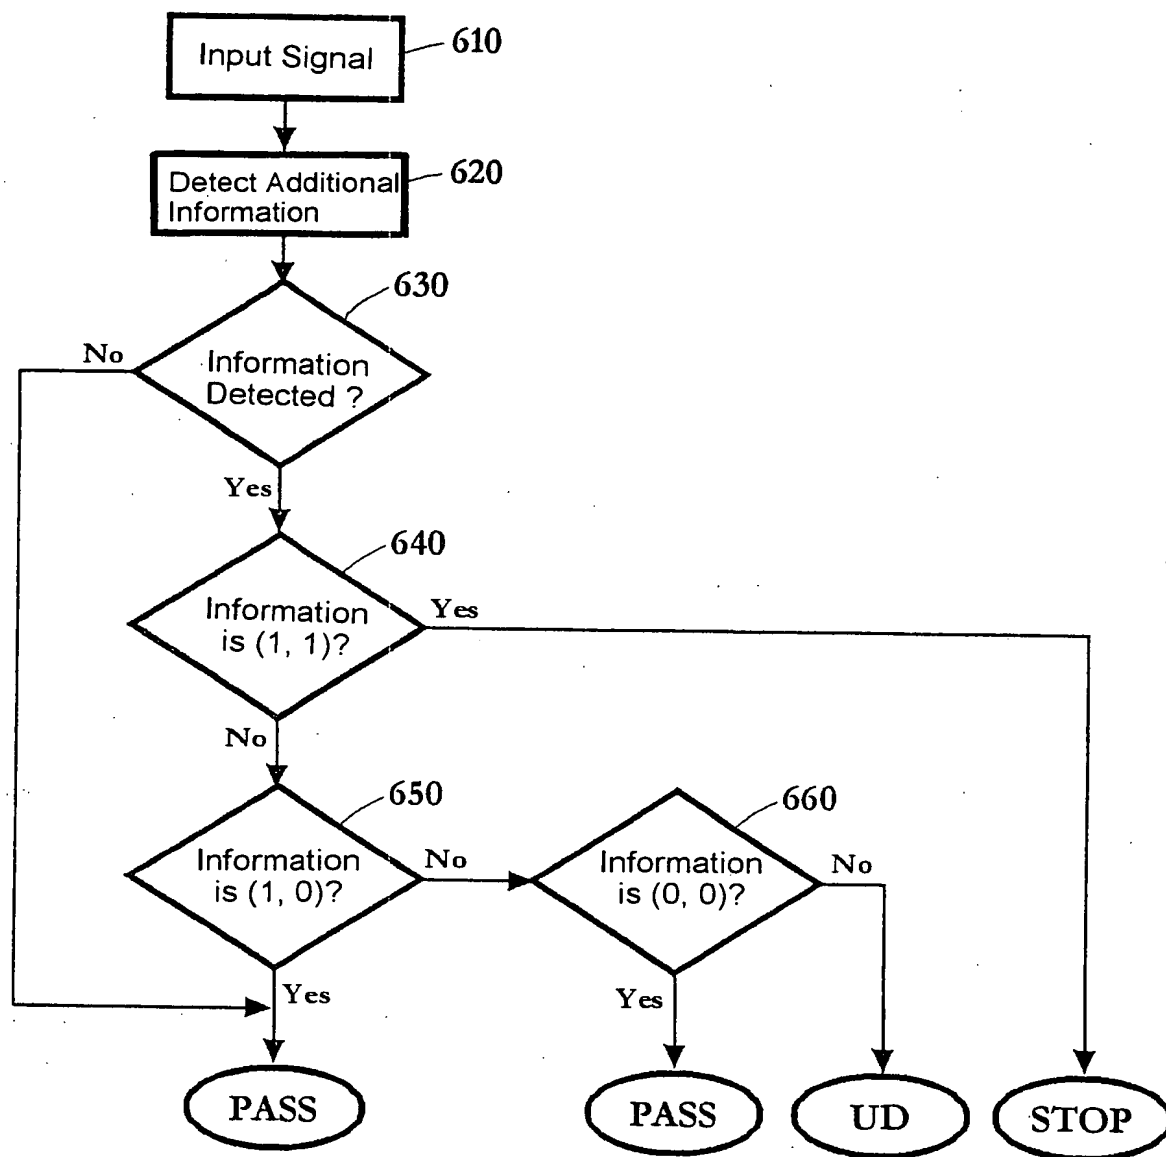 Input Signal
610
Detect Additional
Information
620
630
No
Information
Detected ?
Yes
640
Information
is (1, 1)?
Yes
No
650
660
Information
is (1, 0)?
No
Information
is (0, 0)?
No
Yes
Yes
PASS
PASS
UD
STOP